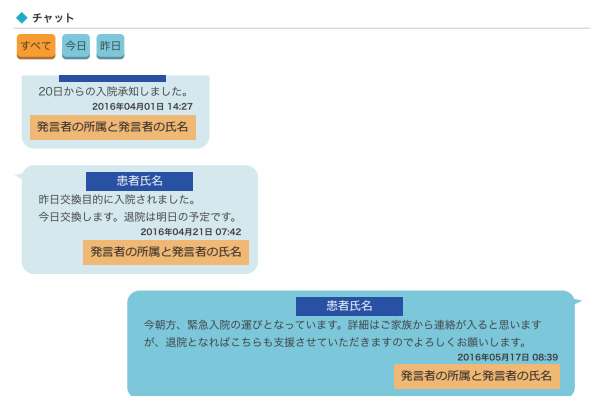 チャット
すべて 今日 昨日
20日からの入院承知しました。
2016年04月01日 14:27
発言者の所属と発言者の氏名
患者氏名
昨日交換目的に入院されました。
今日交換します。退院は明日の予定です。
2016年04月21日 07:42
発言者の所属と発言者の氏名
患者氏名
今朝方、緊急入院の運びとなっています。詳細はご家族から連絡が入ると思います
が、退院となればこちらも支援させていただきますのでよろしくお願いします。
2016年05月17日 08:39
発言者の所属と発言者の氏名